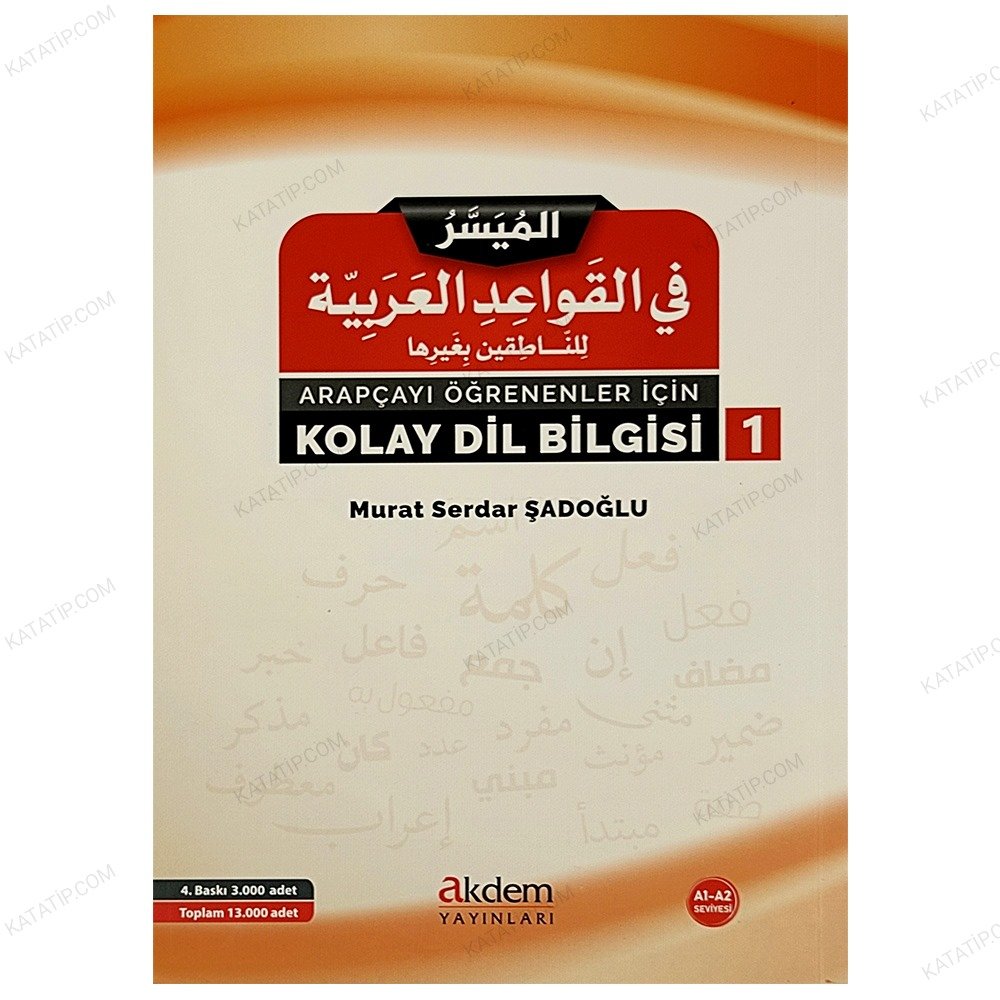 المُيَسَّرُ
في القَواعِدِ العَرَبِيّة
لِلنَّاطِقين بِغَيرِها
ARAPÇAYI ÖĞRENENLER İÇİN
KOLAY DİL BİLGİSİ 1
Murat Serdar ŞADOĞLU
اسم
فعل
حرف
كلمة
فعل
فاعل
خبر
إن
جمع
مضاف
مفعول به
مثنى
مذكر
مفرد
ضمير
كان
عدد
مؤنث
معطوف
مبني
إعراب
مبتدأ
صفة
4. Baskı 3.000 adet
Toplam 13.000 adet
akdem
YAYINLARI
A1-A2
SEVİYESİ
KATATİP.COM